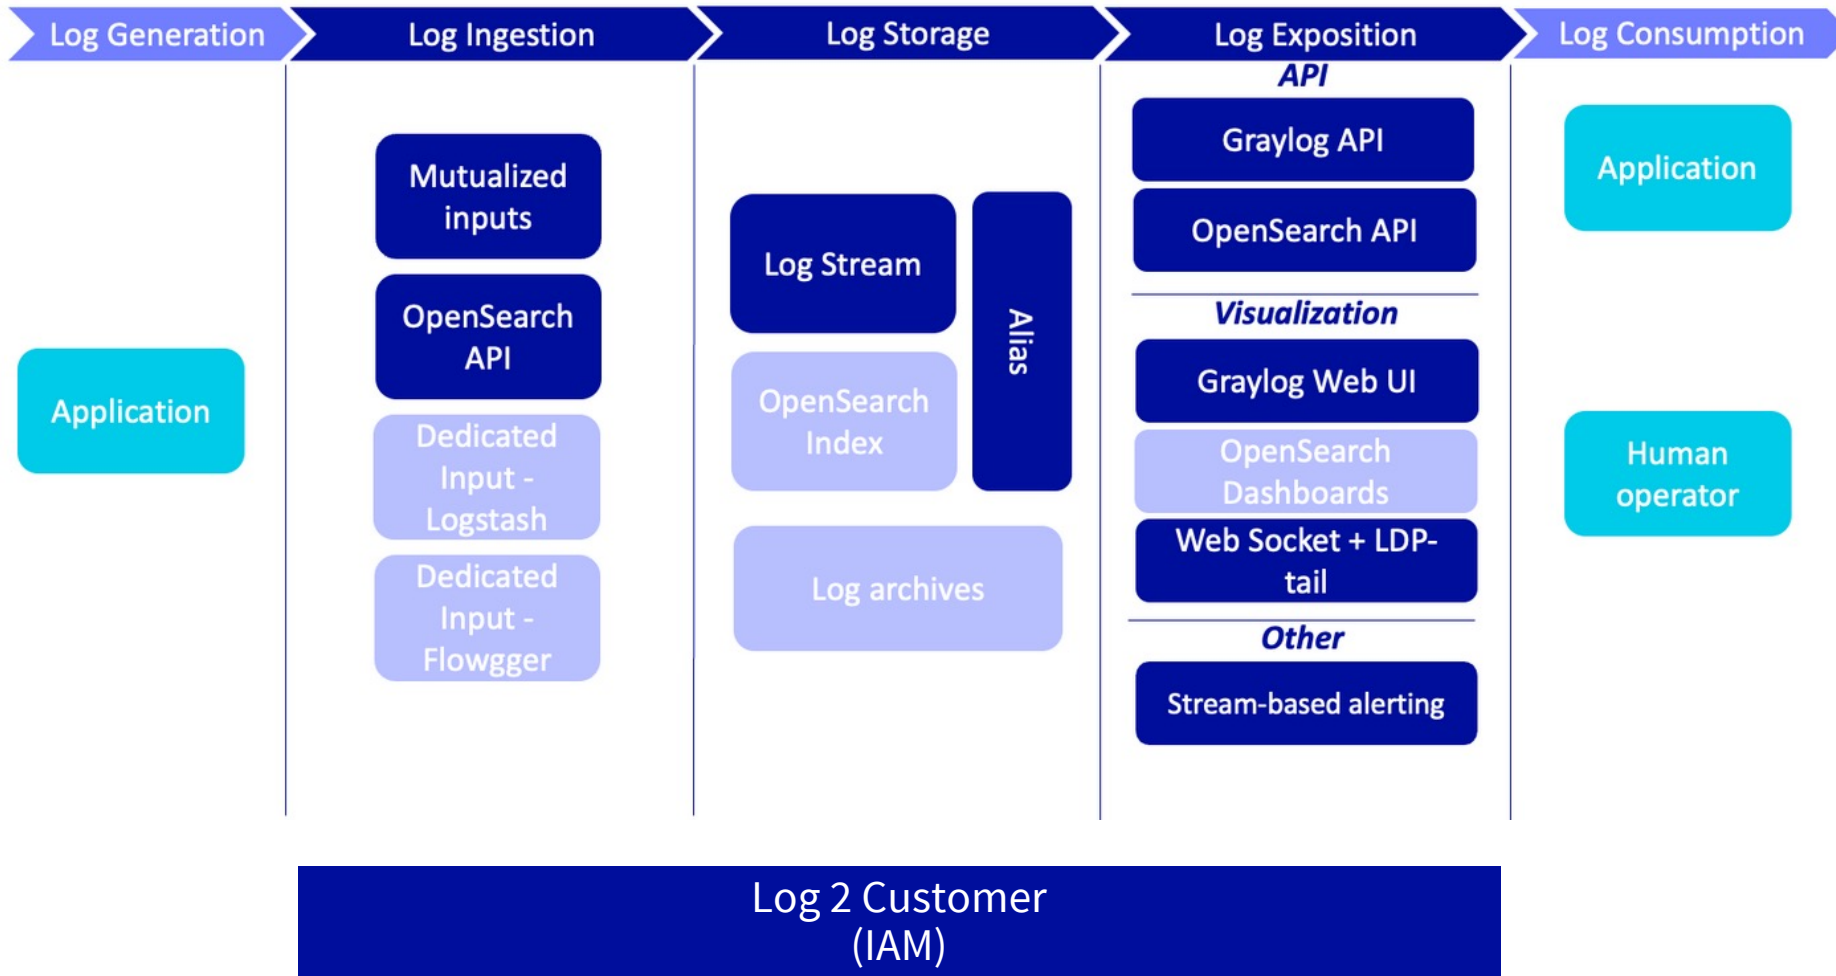 Log Generation
Log Ingestion
Log Storage
Log Exposition
Log Consumption
Application
Mutualized
inputs
OpenSearch
API
Dedicated
Input -
Logstash
Dedicated
Input -
Flowgger
Log Stream
OpenSearch
Index
Alias
Log archives
API
Graylog API
OpenSearch API
Visualization
Graylog Web UI
OpenSearch
Dashboards
Web Socket + LDP-
tail
Other
Stream-based alerting
Application
Human
operator
Log 2 Customer
(IAM)